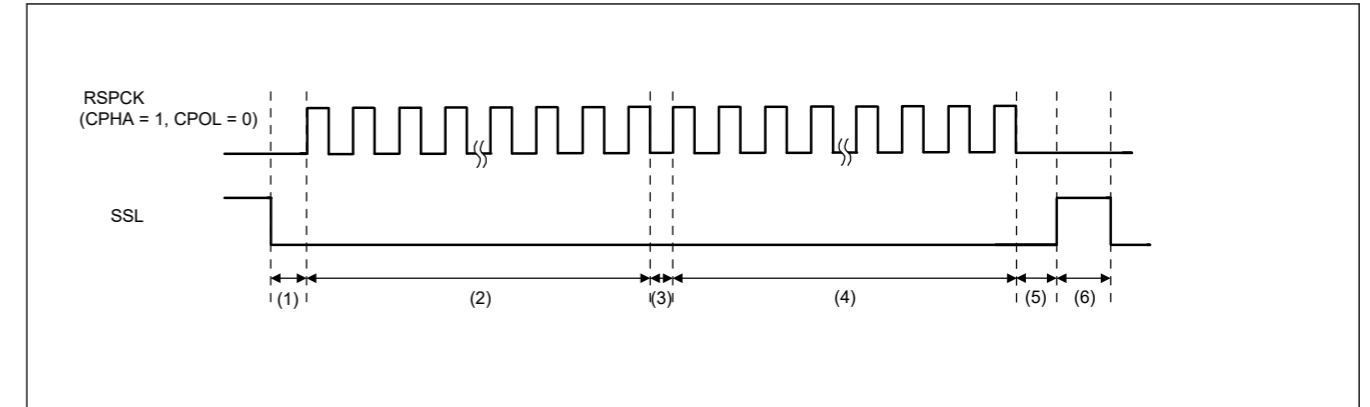 RSPCK
(CPHA = 1, CPOL = 0)
SSL
(1) (2) (3) (4) (5) (6)